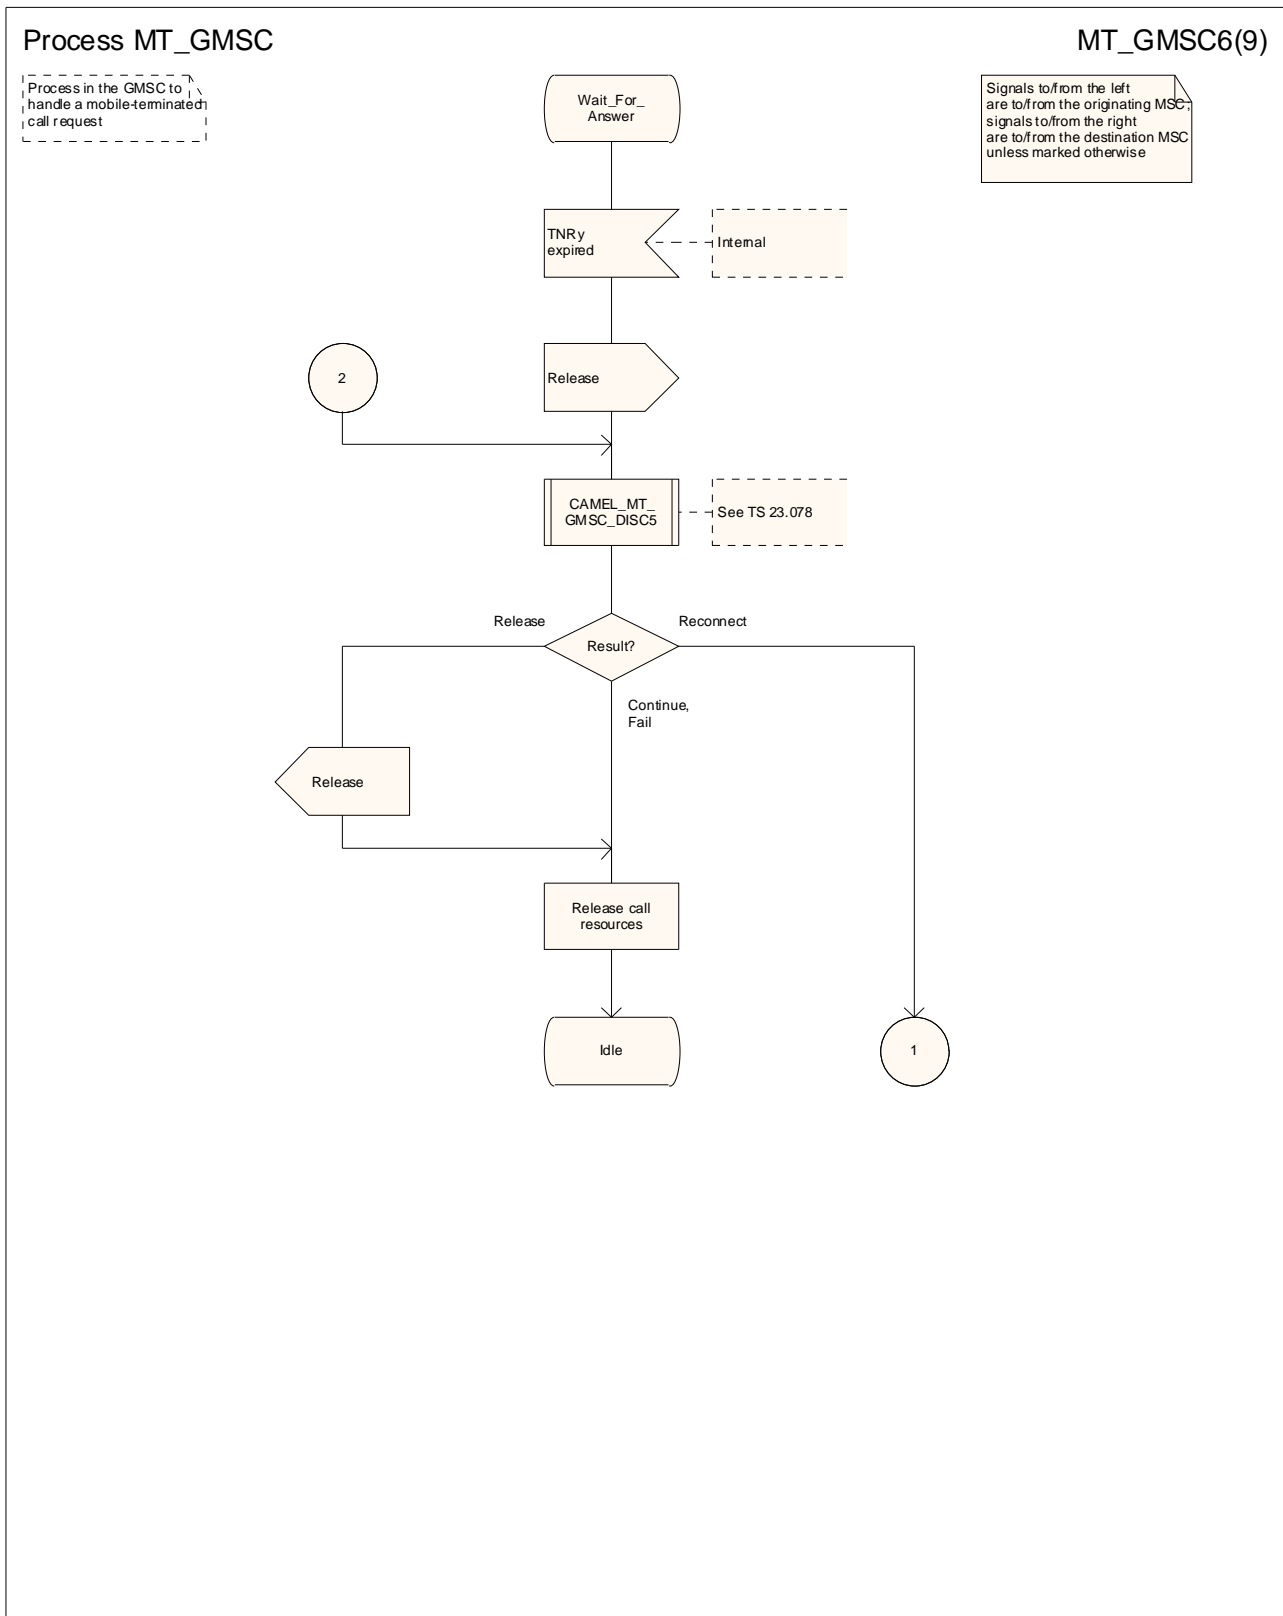 Process MT_GMSC
MT_GMSC6(9)
Process in the GMSC to
handle a mobile-terminated
call request
Signals to/from the left
are to/from the originating MSC;
signals to/from the right
are to/from the destination MSC
unless marked otherwise
Wait_For_
Answer
TNRy
expired
Internal
2
Release
CAMEL_MT_
GMSC_DISC5
See TS 23.078
Release
Result?
Reconnect
Continue,
Fail
Release
Release call
resources
Idle
1